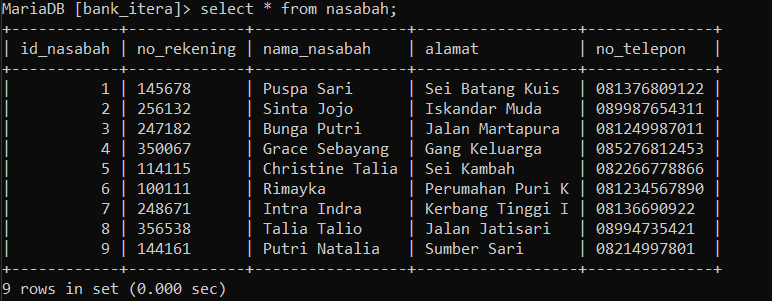 MariaDB [bank_itera]> select * from nasabah;
+------------+-------------+-----------------+------------------+--------------+
| id_nasabah | no_rekening | nama_nasabah    | alamat           | no_telepon   |
+------------+-------------+-----------------+------------------+--------------+
|          1 | 145678      | Puspa Sari      | Sei Batang Kuis  | 081376809122 |
|          2 | 256132      | Sinta Jojo      | Iskandar Muda    | 089987654311 |
|          3 | 247182      | Bunga Putri     | Jalan Martapura  | 081249987011 |
|          4 | 350067      | Grace Sebayang  | Gang Keluarga    | 085276812453 |
|          5 | 114115      | Christine Talia | Sei Kambah       | 082266778866 |
|          6 | 100111      | Rimayka         | Perumahan Puri K | 081234567890 |
|          7 | 248671      | Intra Indra     | Kerbang Tinggi I | 08136690922  |
|          8 | 356538      | Talia Talio     | Jalan Jatisari   | 08994735421  |
|          9 | 144161      | Putri Natalia   | Sumber Sari      | 08214997801  |
+------------+-------------+-----------------+------------------+--------------+
9 rows in set (0.000 sec)